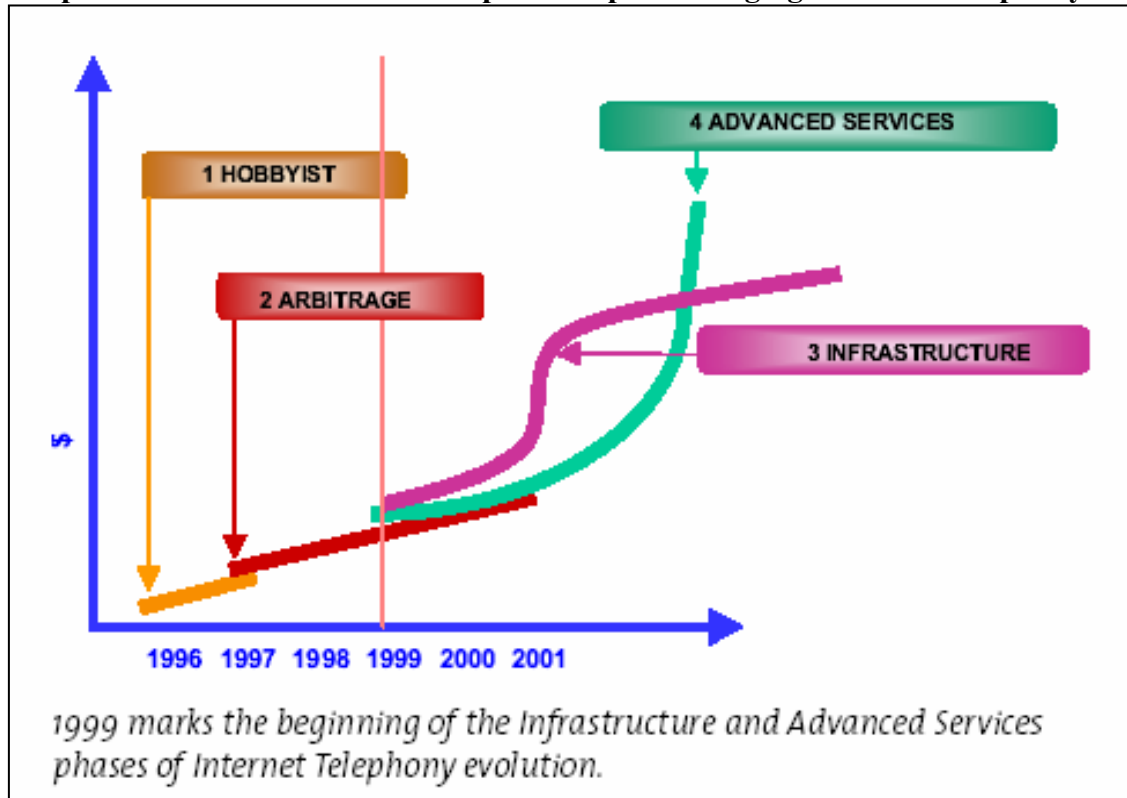 4 ADVANCED SERVICES
1 HOBBYIST
2 ARBITRAGE
3 INFRASTRUCTURE
$
1996 1997 1998 1999 2000 2001
1999 marks the beginning of the Infrastructure and Advanced Services
phases of Internet Telephony evolution.